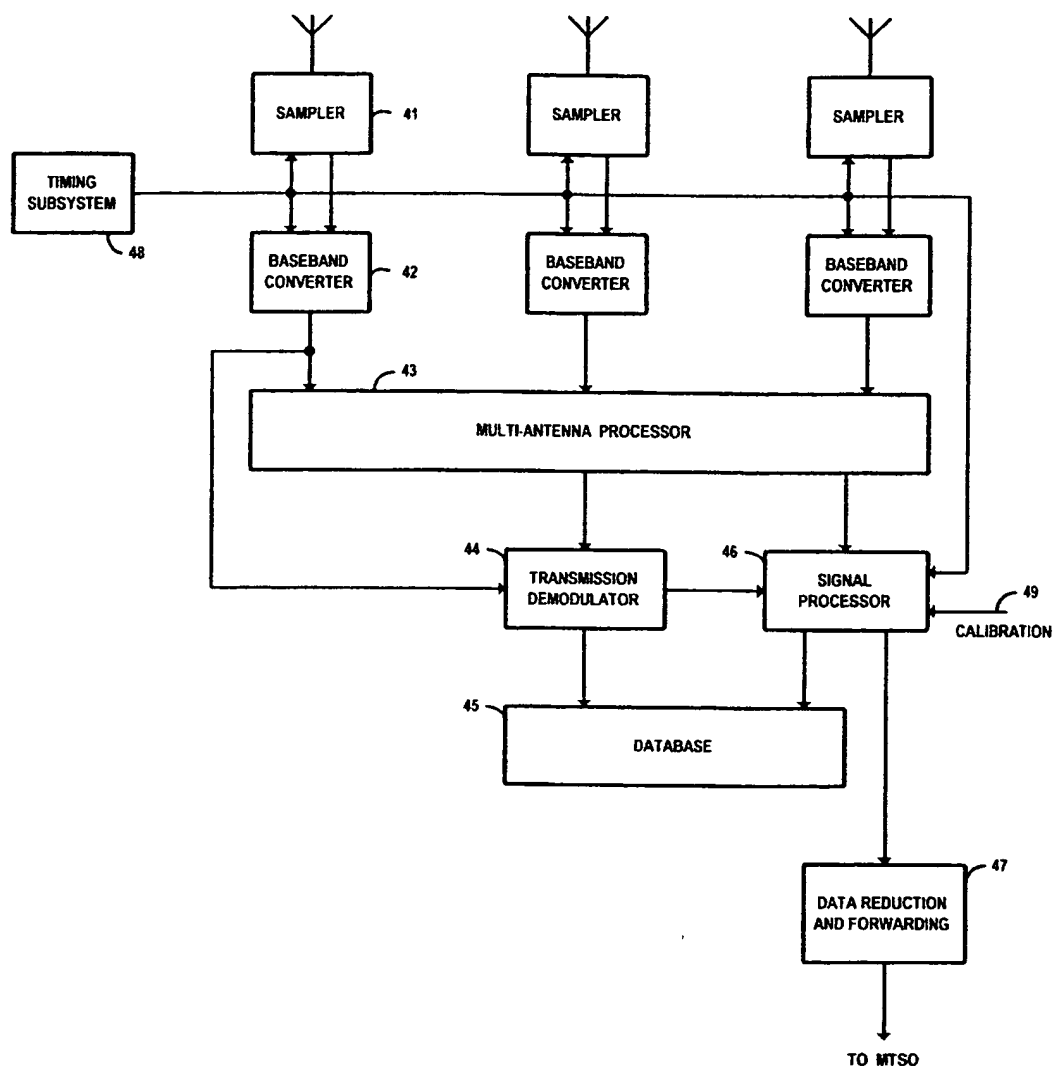 SAMPLER
41
SAMPLER
SAMPLER
TIMING
SUBSYSTEM
48
BASEBAND
CONVERTER
42
BASEBAND
CONVERTER
BASEBAND
CONVERTER
43
MULTI-ANTENNA PROCESSOR
44
TRANSMISSION
DEMODULATOR
46
SIGNAL
PROCESSOR
49
CALIBRATION
45
DATABASE
47
DATA REDUCTION
AND FORWARDING
TO MTSO